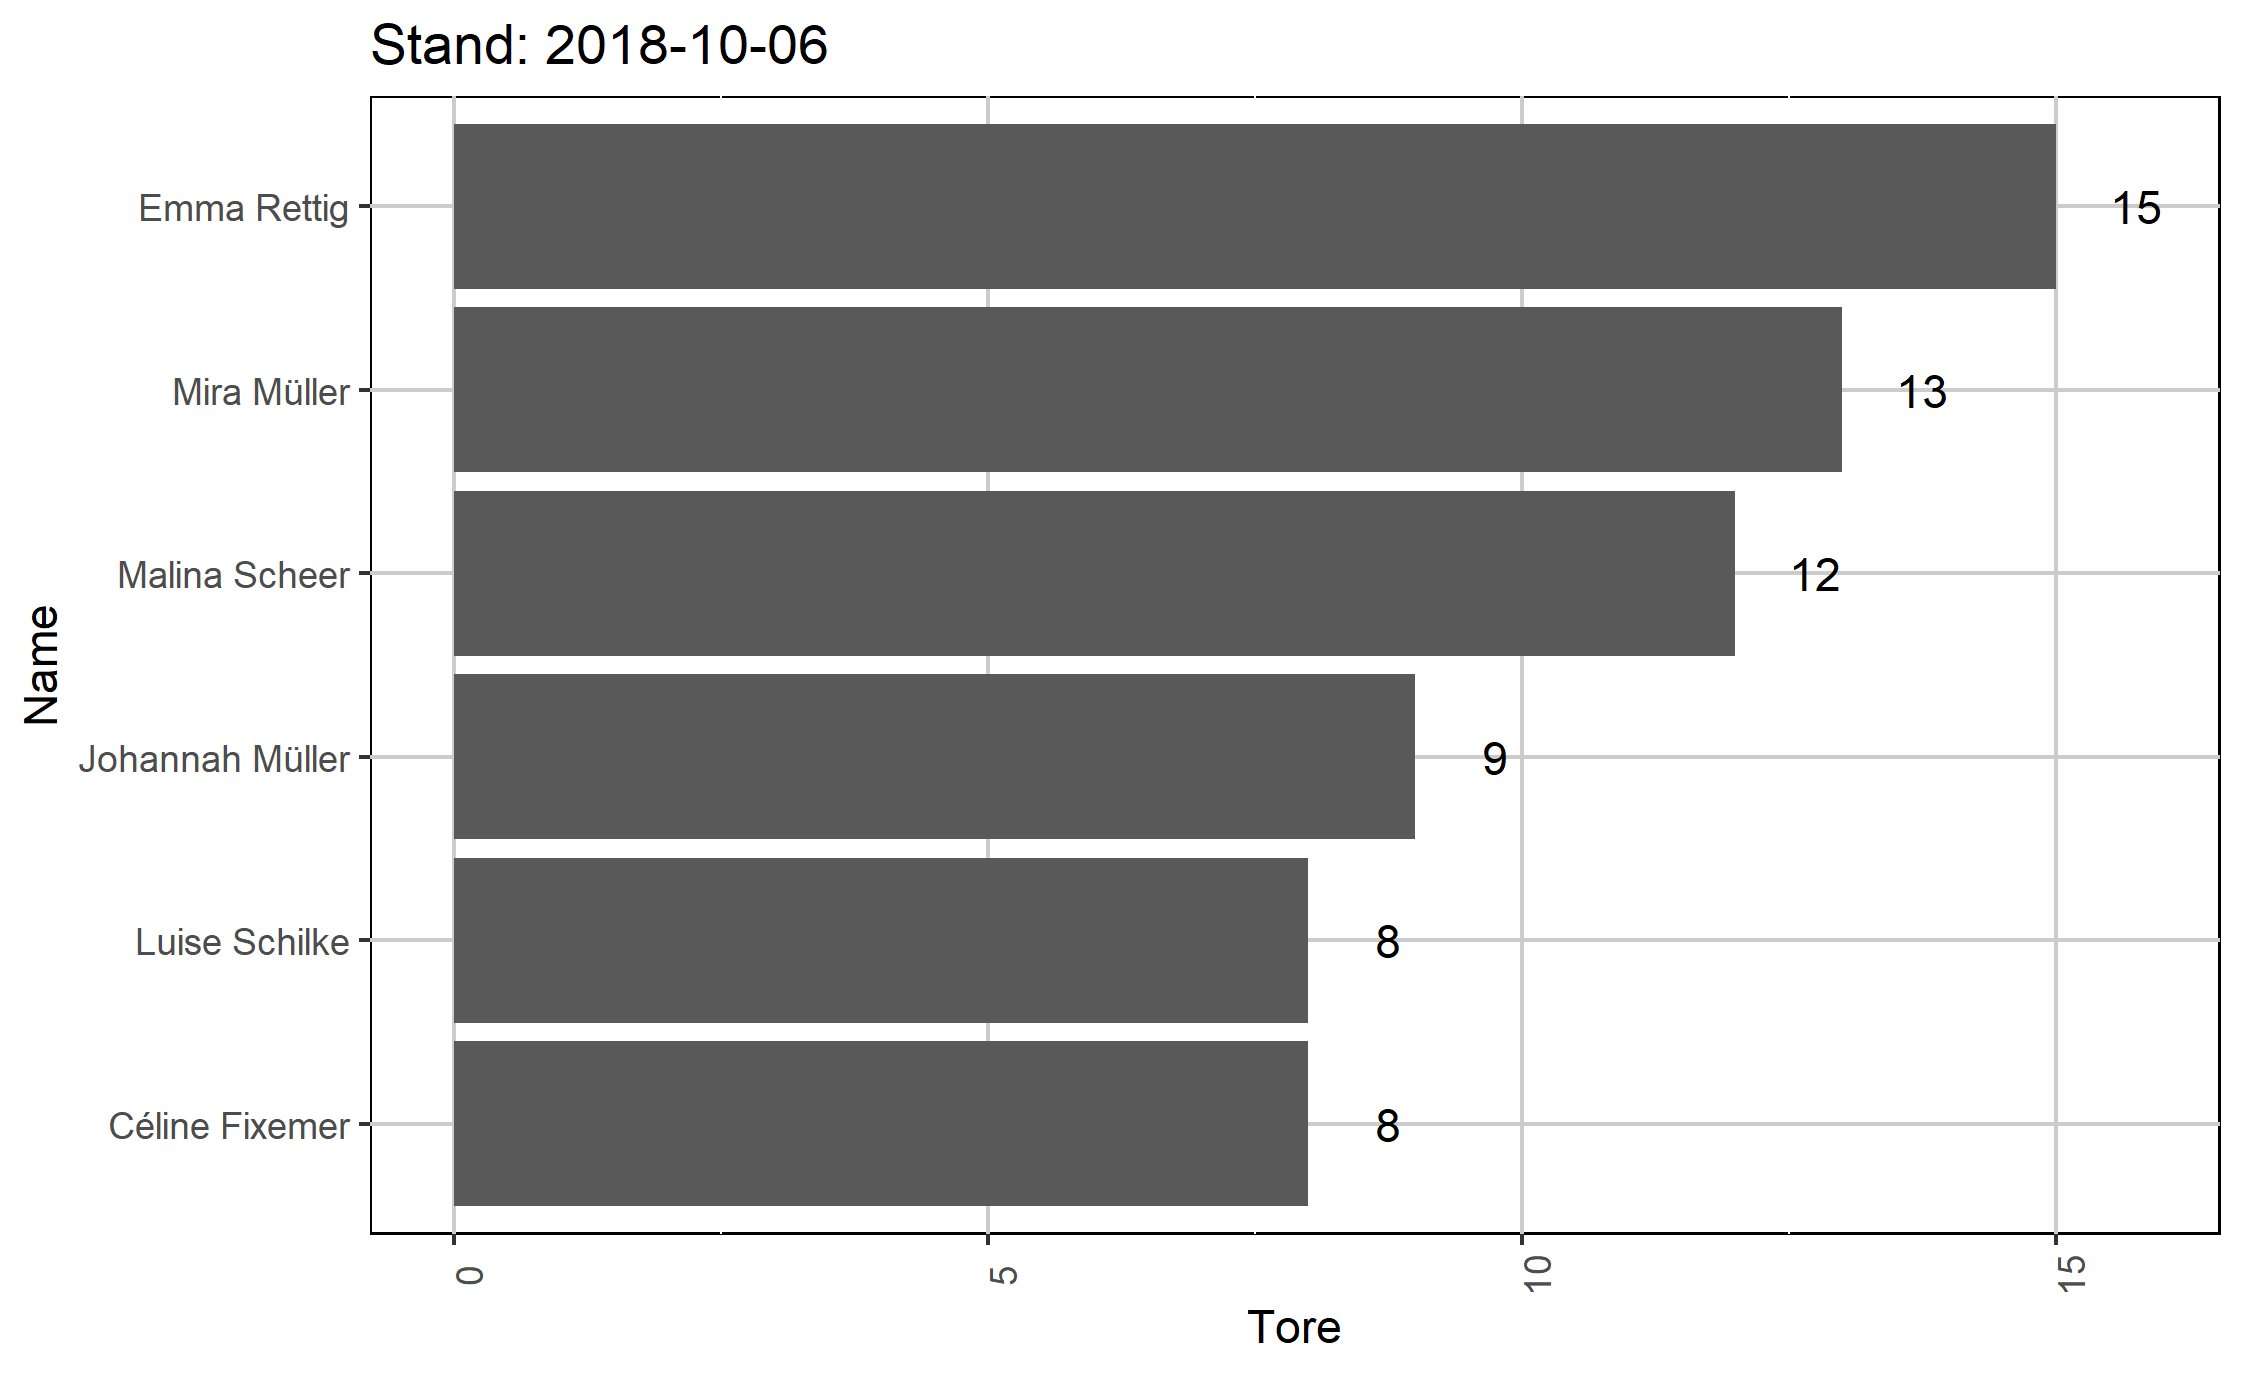 Stand: 2018-10-06
Name
Emma Rettig 15
Mira Müller 13
Malina Scheer 12
Johannah Müller 9
Luise Schilke 8
Céline Fixemer 8
0 5 10 15
Tore